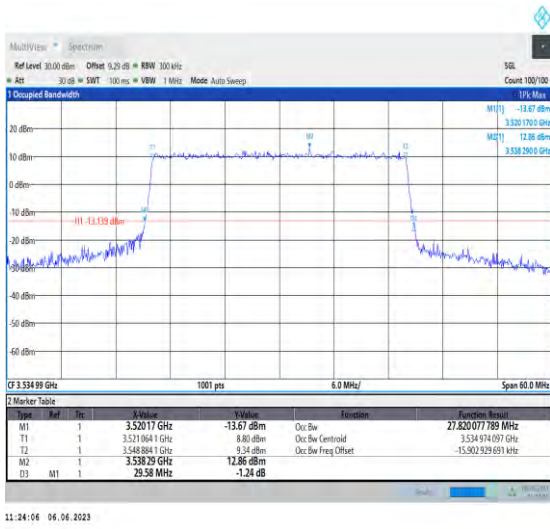 MultiView Spectrum
Ref Level 30.00 dBm Offset 9.29 dB RBW 300 kHz SGL
Att 30 dB SWT 100 ms VBW 1 MHz Mode Auto Sweep Count 100/100
1 Occupied Bandwidth 1Pk Max
M1[1] -13.67 dBm
3.520 170 0 GHz
M2[1] 12.86 dBm
3.538 290 0 GHz
20 dBm
M2
T1
10 dBm
0 dBm
-10 dBm
H1 -13.139 dBm
-20 dBm
-30 dBm
-40 dBm
-60 dBm
CF 3.534 99 GHz 1001 pts 6.0 MHz/ Span 60.0 MHz
2 Marker Table
Type Ref Trc X-Value Y-Value Function Function Result
M1 1 3.520 17 GHz -13.67 dBm Occ Bw 27.820 077 789 MHz
T1 1 3.521 064 1 GHz 8.80 dBm Occ Bw Centroid 3.534 974 097 GHz
T2 1 3.548 884 1 GHz 9.34 dBm Occ Bw Freq Offset -15.902 929 691 kHz
M2 1 3.538 29 GHz 12.86 dBm
D3 M1 1 29.58 MHz -1.24 dB
11:24:06 06.06.2023